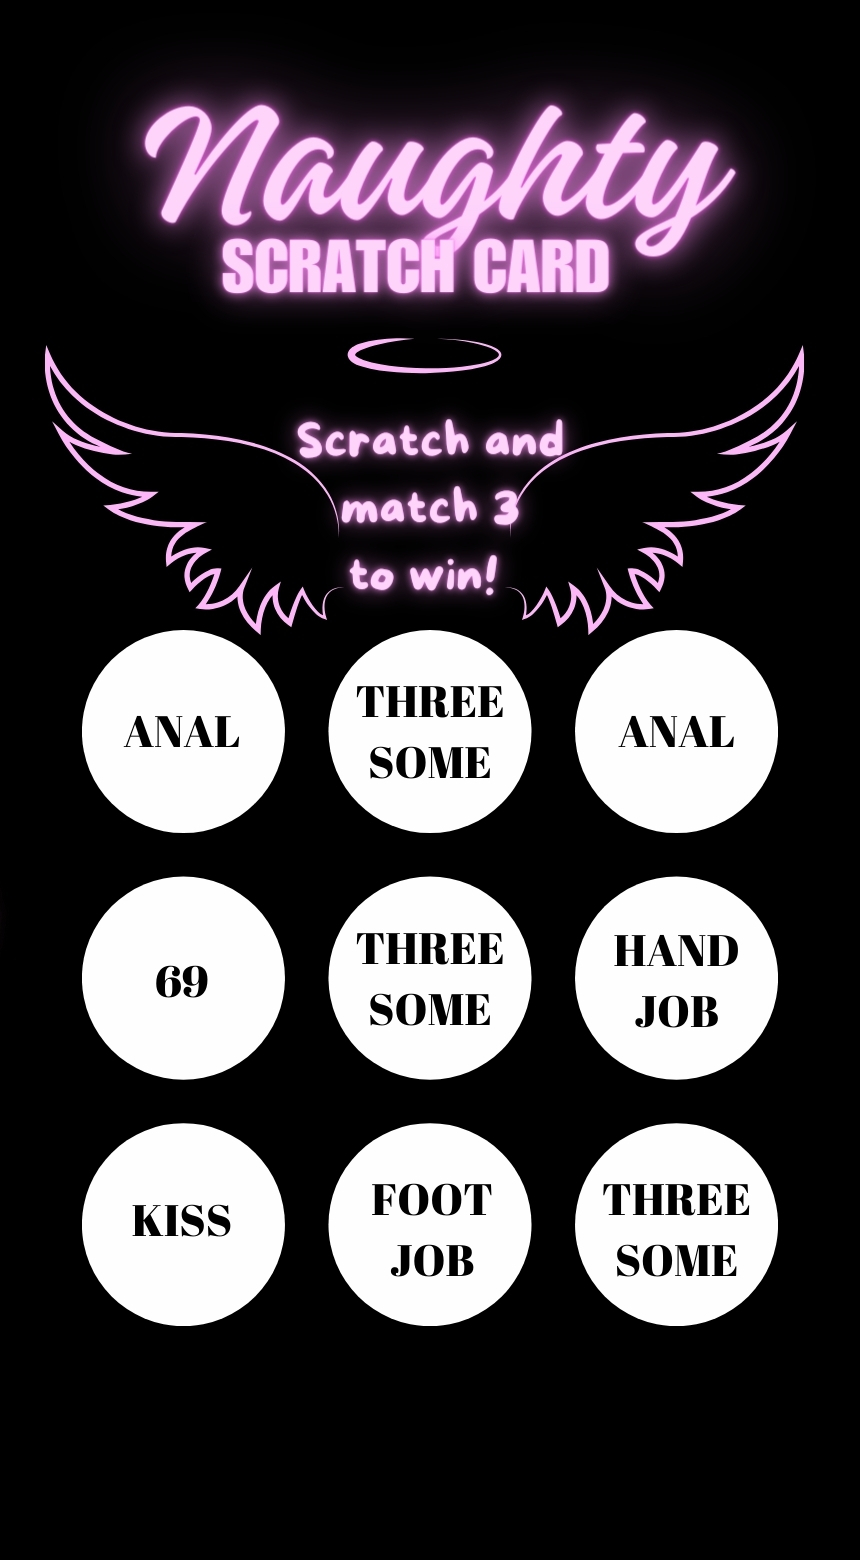 Naughty
SCRATCH CARD
Scratch and
match 3
to win!
ANAL
THREE
SOME
ANAL
69
THREE
SOME
HAND
JOB
KISS
FOOT
JOB
THREE
SOME